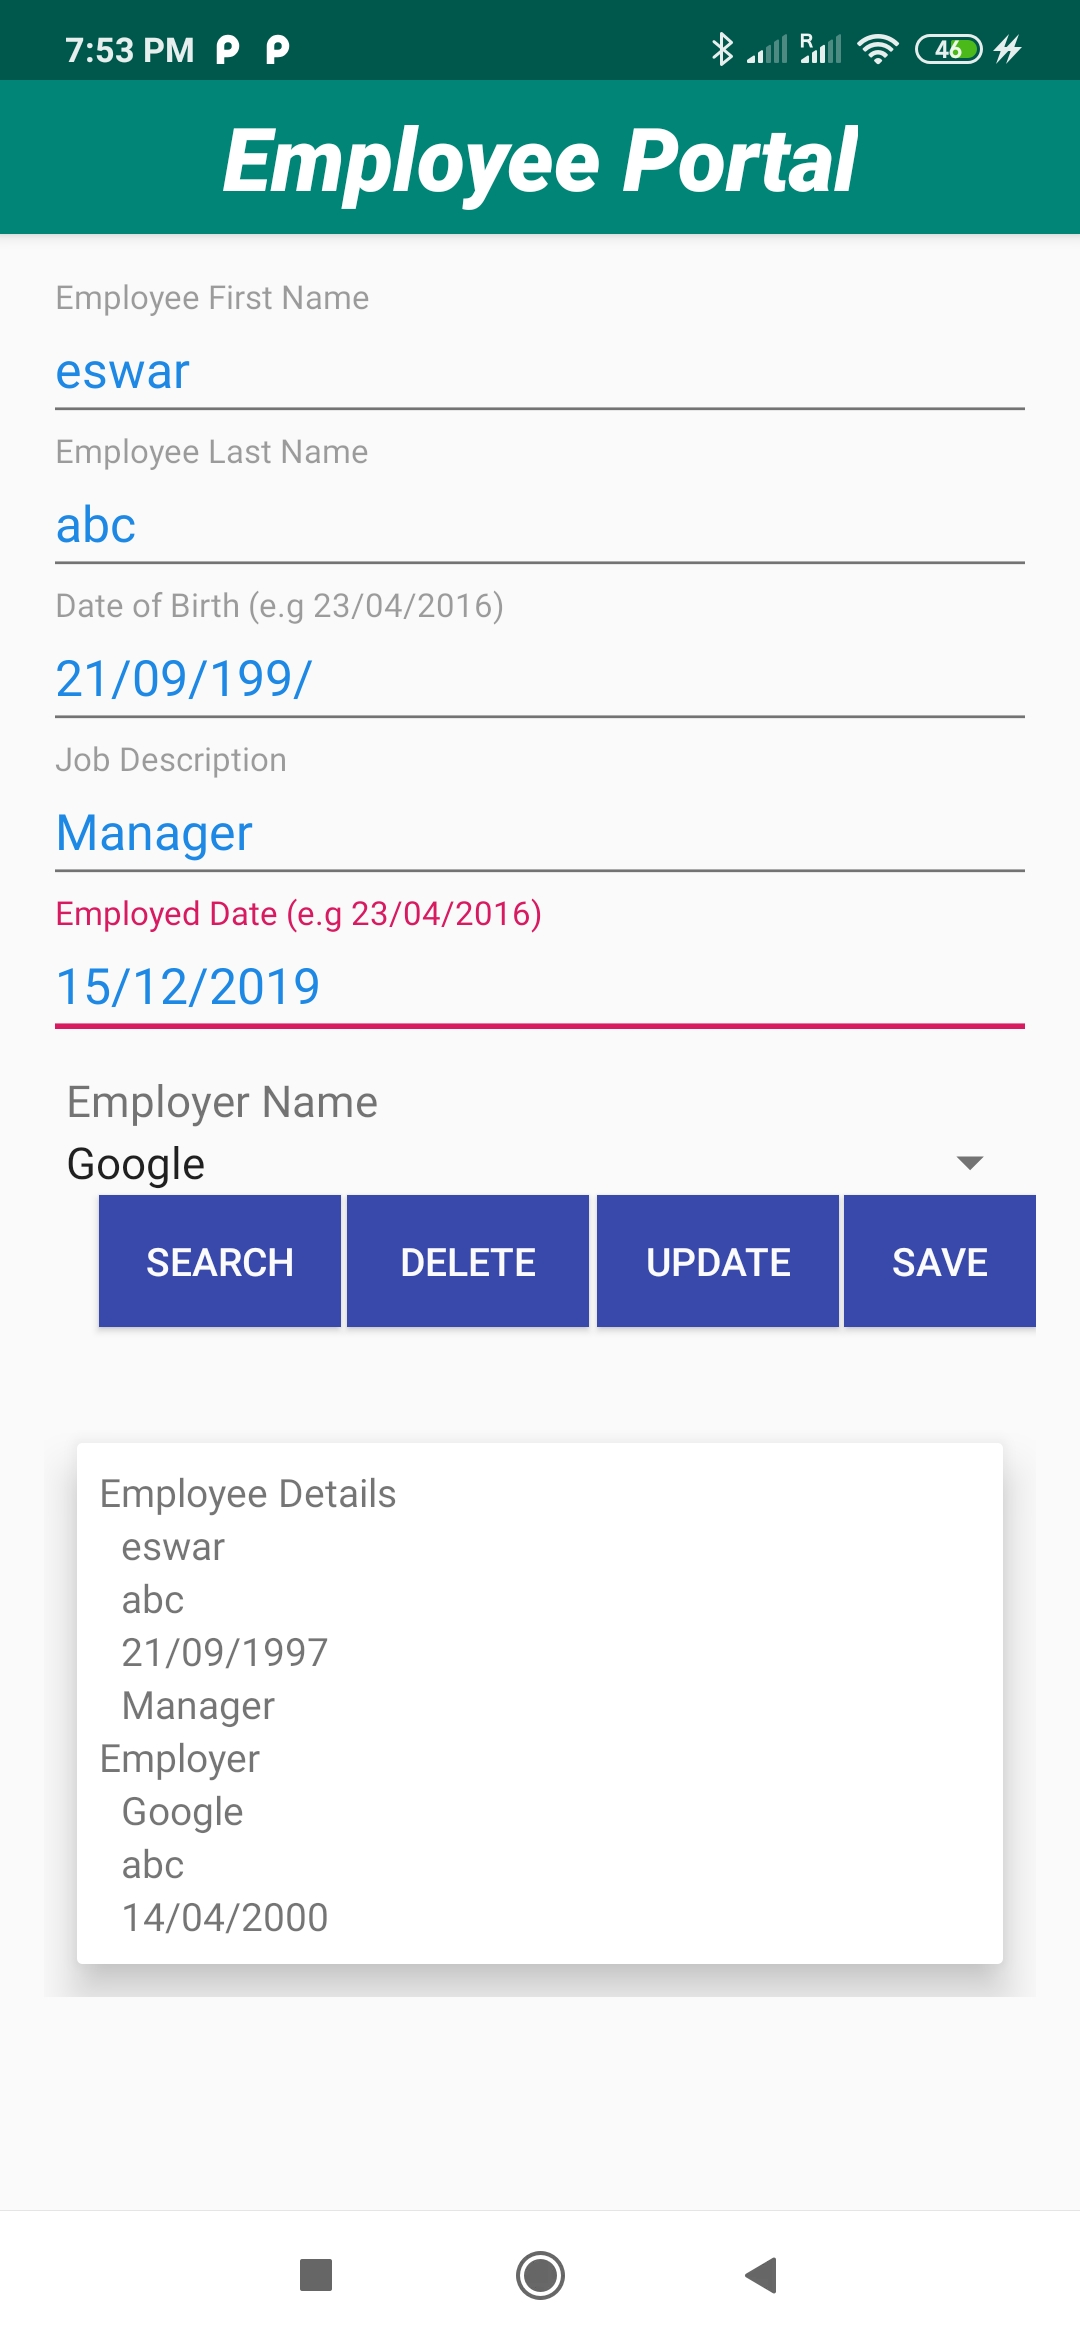 7:53 PM
R
46
Employee Portal
Employee First Name
eswar
Employee Last Name
abc
Date of Birth (e.g 23/04/2016)
21/09/199/
Job Description
Manager
Employed Date (e.g 23/04/2016)
15/12/2019
Employer Name
Google
SEARCH DELETE UPDATE SAVE
Employee Details
eswar
abc
21/09/1997
Manager
Employer
Google
abc
14/04/2000